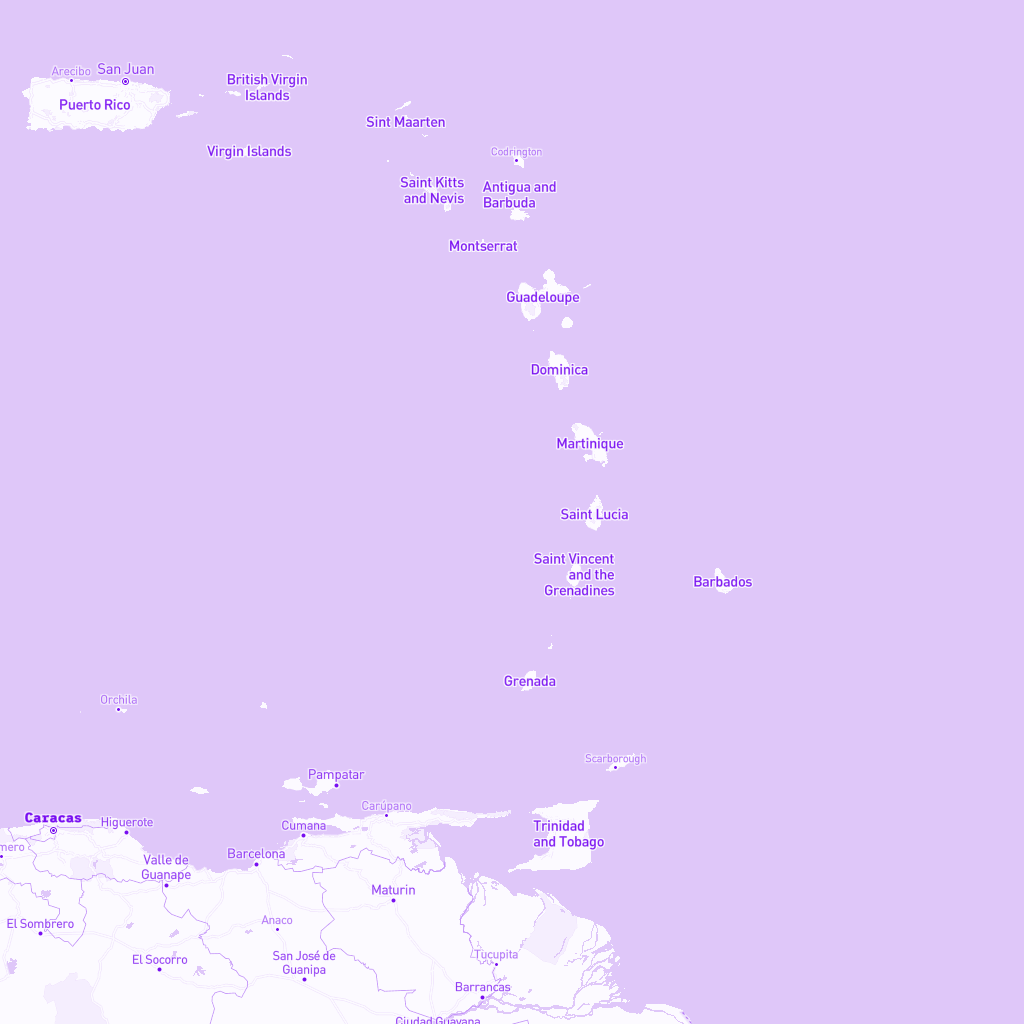 Arecibo
San Juan
Puerto Rico
British Virgin
Islands
Virgin Islands
Sint Maarten
Codrington
Saint Kitts
and Nevis
Antigua and
Barbuda
Montserrat
Guadeloupe
Dominica
Martinique
Saint Lucia
Saint Vincent
and the
Grenadines
Barbados
Grenada
Orchila
Scarborough
Pampatar
Carúpano
Caracas
Higuerote
Cumana
Trinidad
and Tobago
mero
Valle de
Guanape
Barcelona
Maturin
El Sombrero
Anaco
El Socorro
San José de
Guanipa
Tucupita
Barrancas
Ciudad Guayana